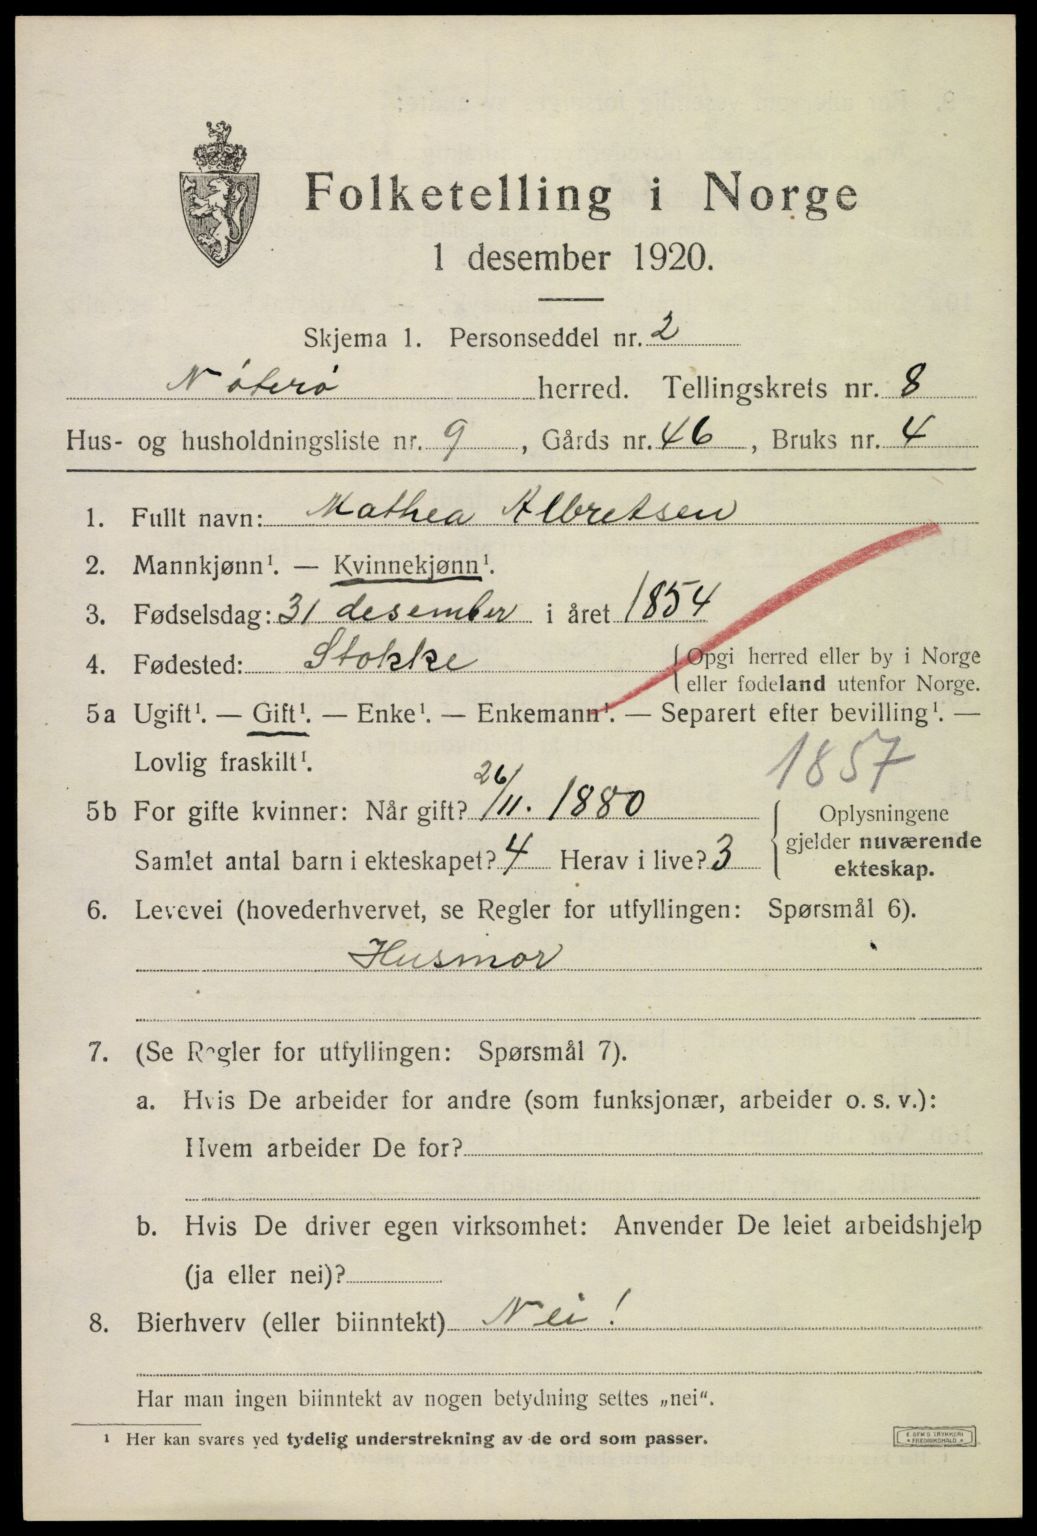 Folketelling i Norge
1 desember 1920.
Skjema 1. Personseddel nr. 2
Nøterø herred. Tellingskrets nr. 8
Hus- og husholdningsliste nr. 9, Gårds nr. 46, Bruks nr. 4
1. Fullt navn: Mathea Albretsen
2. Mannkjønn¹. — Kvinnekjønn¹.
3. Fødselsdag: 31 desember i året 1854
4. Fødested: Stokke
Opgi herred eller by i Norge
eller fødeland utenfor Norge.
5a Ugift¹. — Gift¹. — Enke¹. — Enkemann¹. — Separert efter bevilling¹. —
Lovlig fraskilt¹.
1857
5b For gifte kvinner: Når gift? 26/11. 1880
Samlet antal barn i ekteskapet? 4 Herav i live? 3
Oplysningene
gjelder nuværende
ekteskap.
6. Levevei (hovederhvervet, se Regler for utfyllingen: Spørsmål 6).
Husmor
7. (Se Regler for utfyllingen: Spørsmål 7).
a. Hvis De arbeider for andre (som funksjonær, arbeider o. s. v.):
Hvem arbeider De for?
b. Hvis De driver egen virksomhet: Anvender De leiet arbeidshjelp
(ja eller nei)?
8. Bierhverv (eller biinntekt) Nei!
Har man ingen biinntekt av nogen betydning settes „nei“.
¹ Her kan svares ved tydelig understrekning av de ord som passer.
TRYKKERI
FREDRIKSHALD